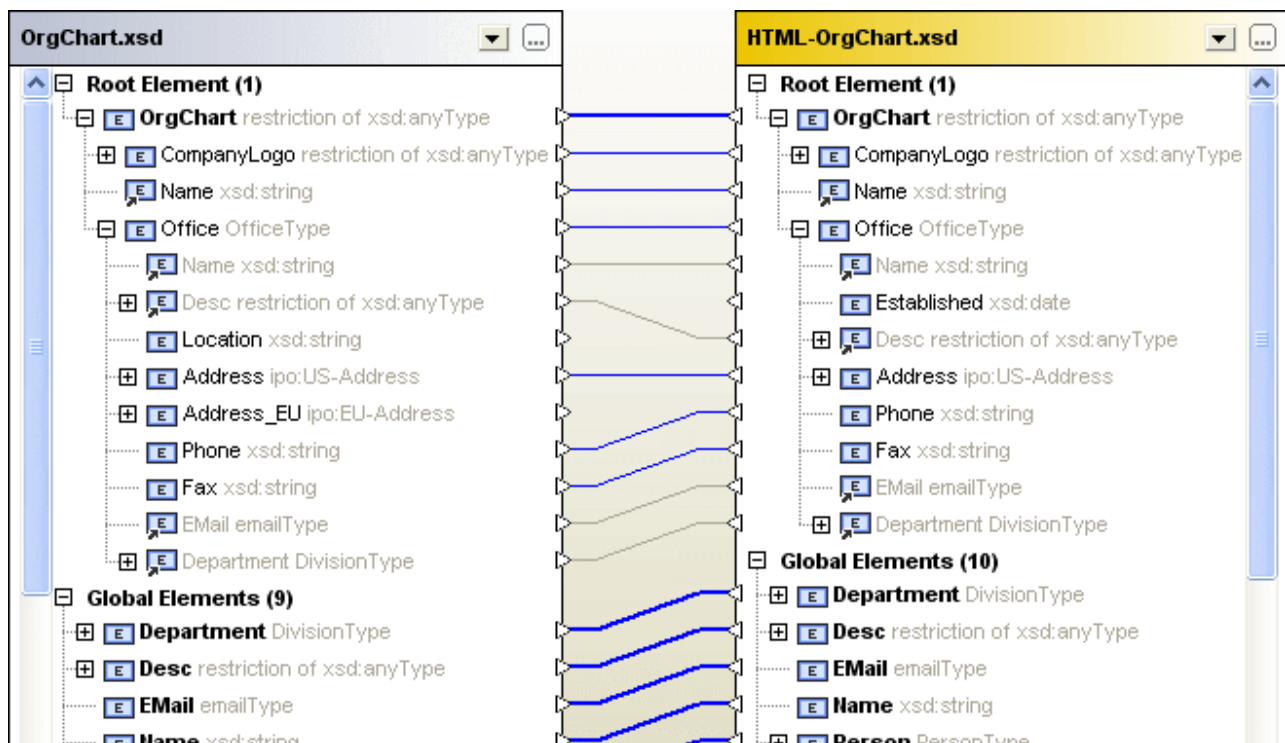 OrgChart.xsd
...
Root Element (1)
E OrgChart restriction of xsd:anyType
E CompanyLogo restriction of xsd:anyType
E Name xsd:string
E Office OfficeType
E Name xsd:string
E Desc restriction of xsd:anyType
E Location xsd:string
E Address ipo:US-Address
E Address_EU ipo:EU-Address
E Phone xsd:string
E Fax xsd:string
E EMail emailType
E Department DivisionType
Global Elements (9)
E Department DivisionType
E Desc restriction of xsd:anyType
E EMail emailType
E Name xsd:string
HTML-OrgChart.xsd
...
Root Element (1)
E OrgChart restriction of xsd:anyType
E CompanyLogo restriction of xsd:anyType
E Name xsd:string
E Office OfficeType
E Name xsd:string
E Established xsd:date
E Desc restriction of xsd:anyType
E Address ipo:US-Address
E Phone xsd:string
E Fax xsd:string
E EMail emailType
E Department DivisionType
Global Elements (10)
E Department DivisionType
E Desc restriction of xsd:anyType
E EMail emailType
E Name xsd:string
E Person PersonType